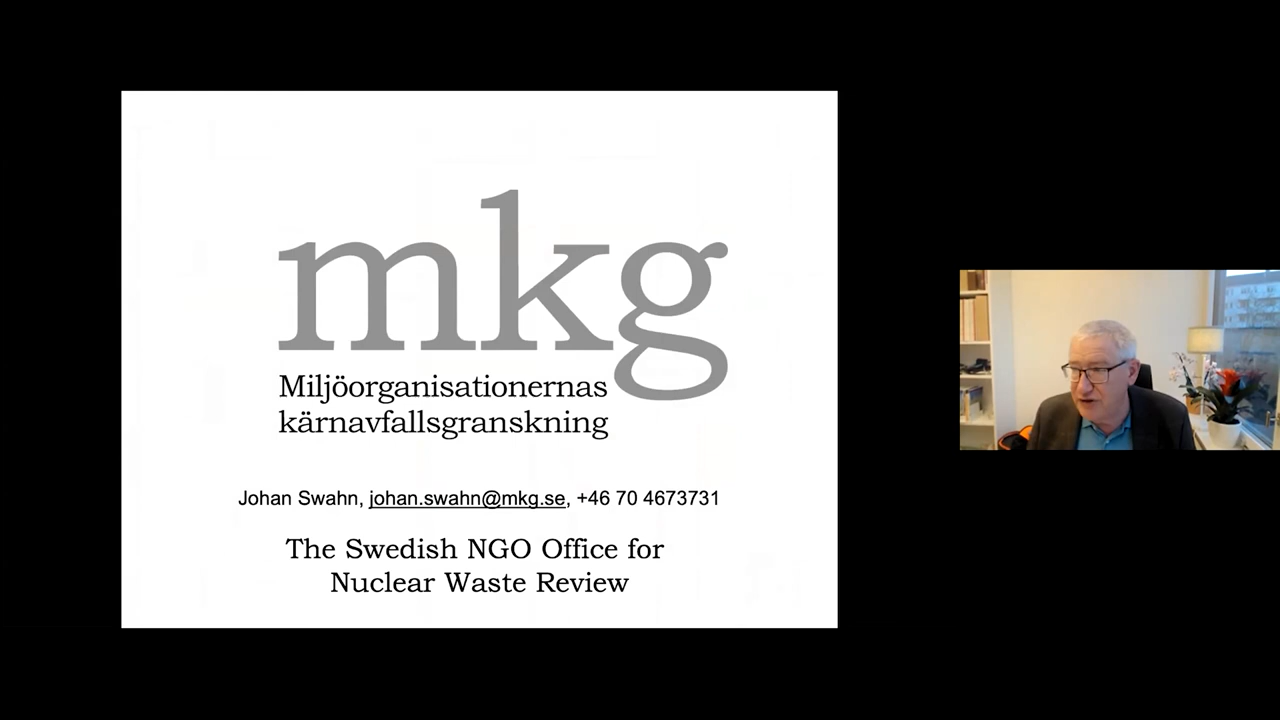 mkg
Miljöorganisationernas
kärnavfallsgranskning
Johan Swahn, johan.swahn@mkg.se, +46 70 4673731
The Swedish NGO Office for
Nuclear Waste Review